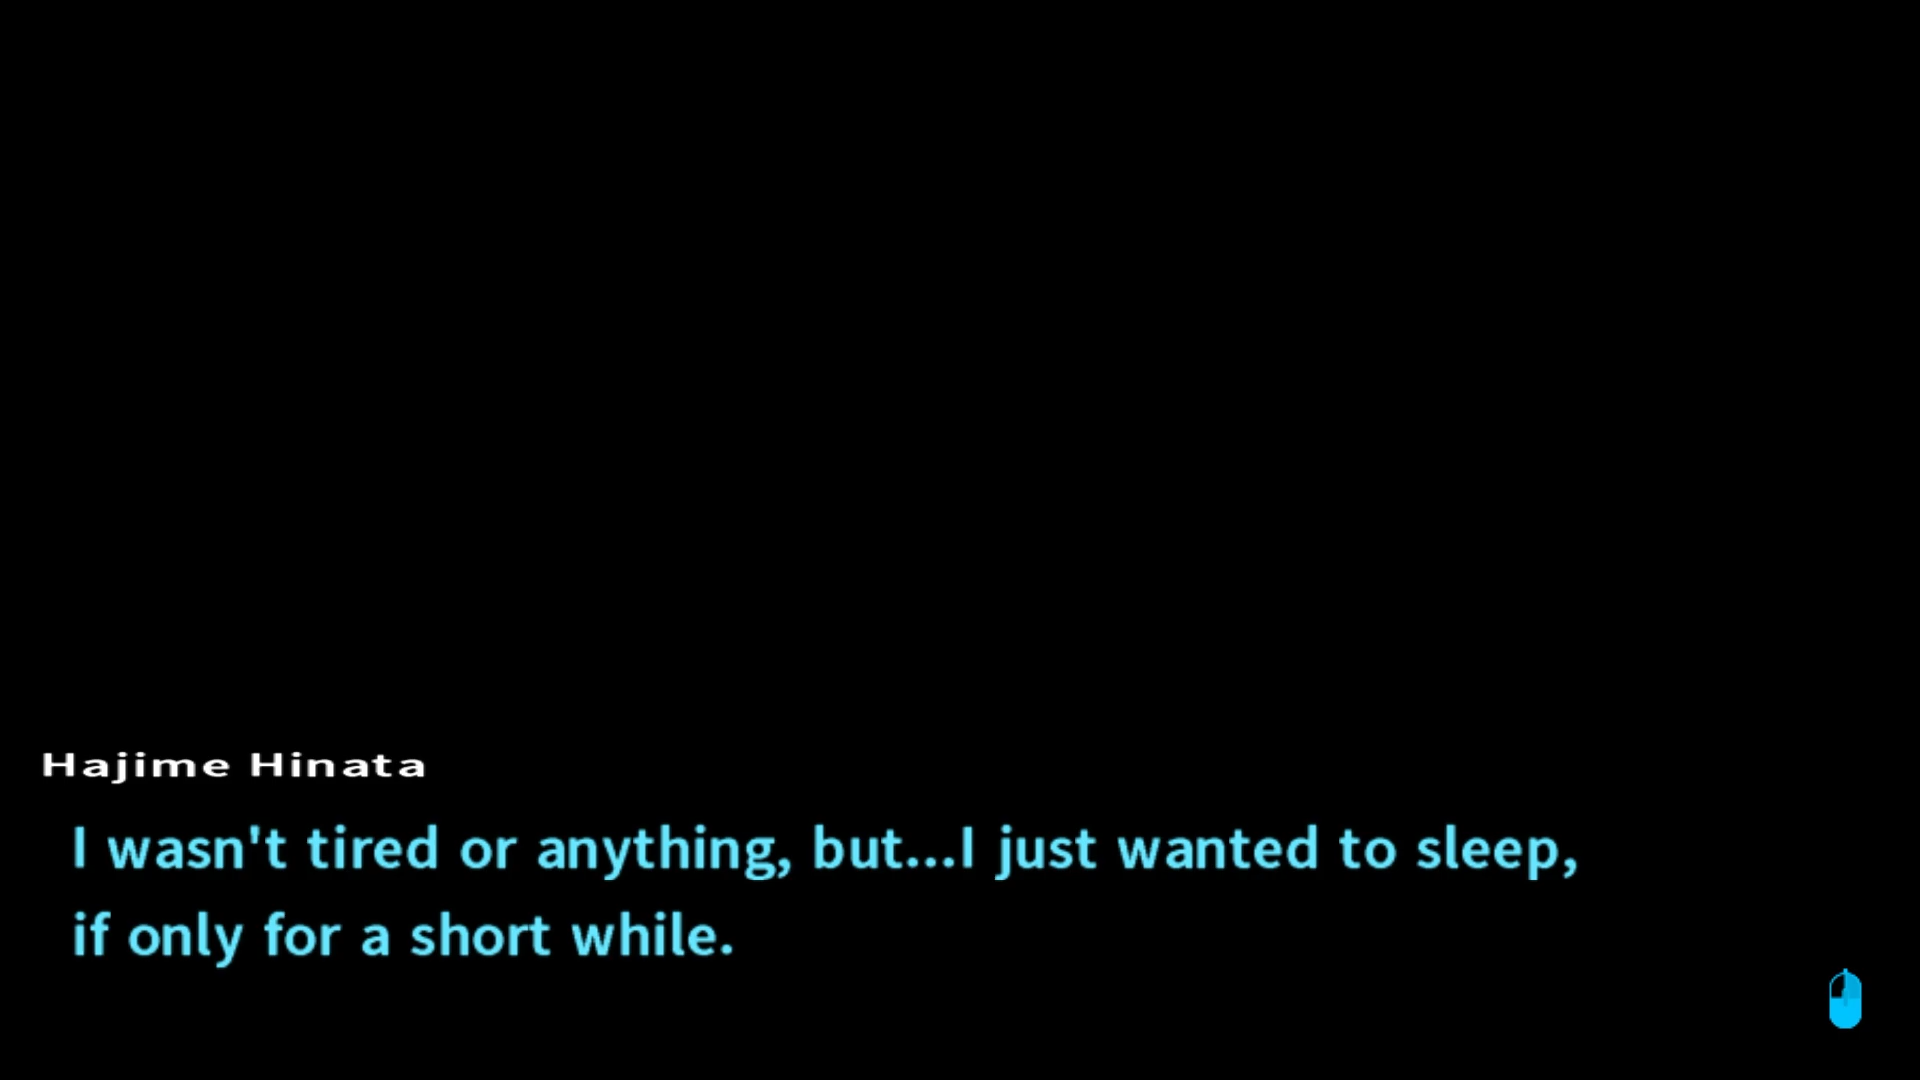 Hajime Hinata
I wasn't tired or anything, but...I just wanted to sleep,
if only for a short while.